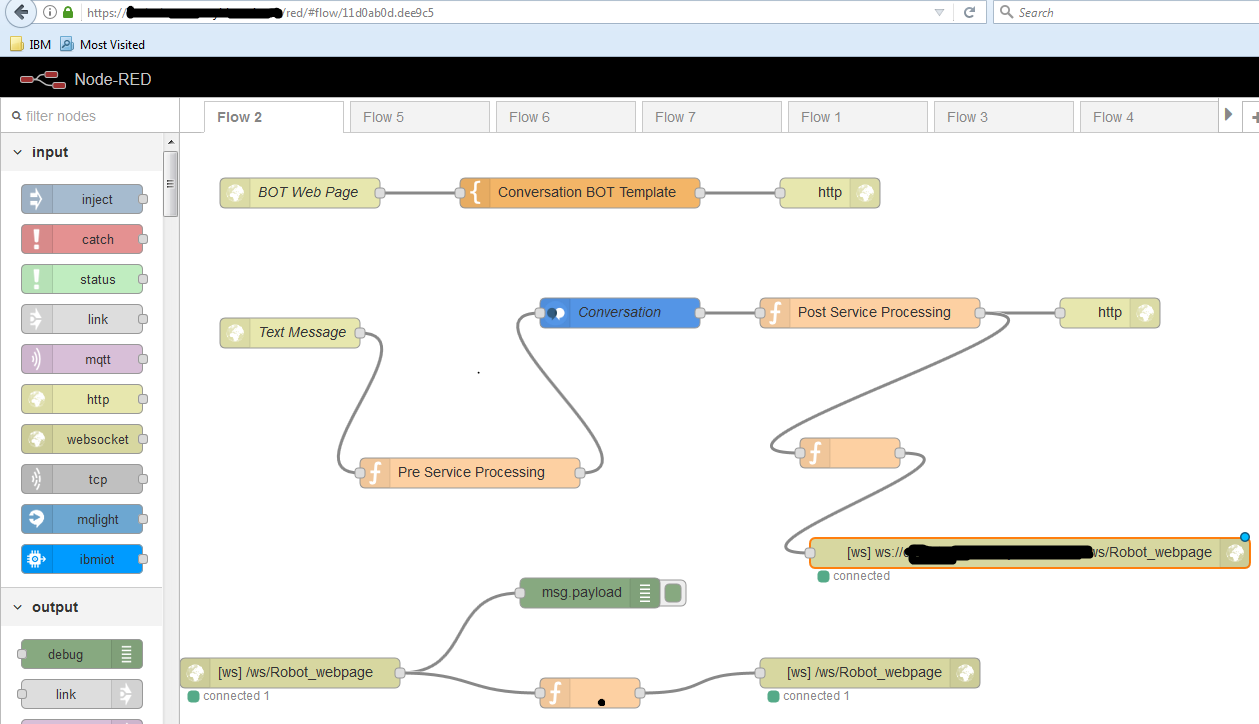 https://
/red/#flow/11d0ab0d.dee9c5
Search
IBM
Most Visited
Node-RED
filter nodes
Flow 2
Flow 5
Flow 6
Flow 7
Flow 1
Flow 3
Flow 4
input
inject
catch
status
link
mqtt
http
websocket
tcp
mqlight
ibmiot
output
debug
link
BOT Web Page
Conversation BOT Template
http
Text Message
Conversation
Post Service Processing
http
Pre Service Processing
[ws] ws://
ws/Robot_webpage
connected
msg.payload
[ws] /ws/Robot_webpage
connected 1
[ws] /ws/Robot_webpage
connected 1